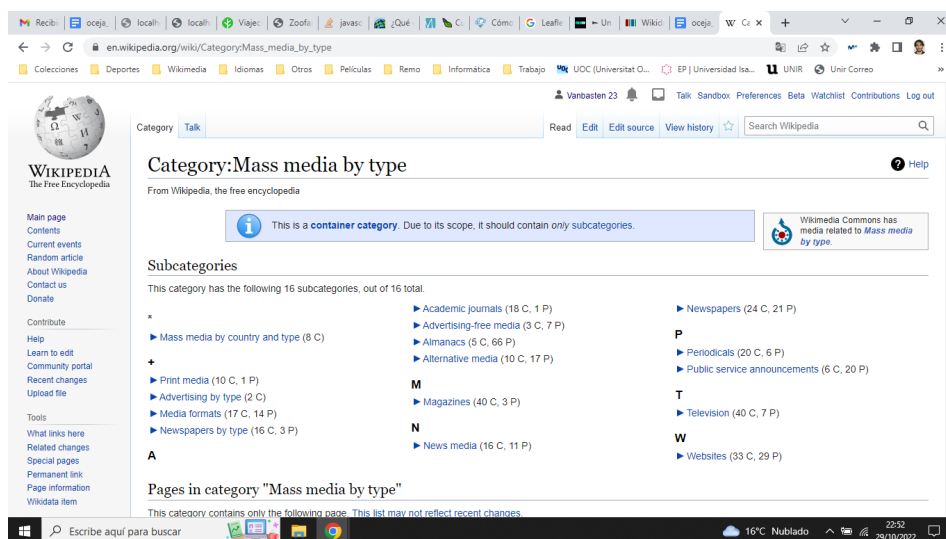 Recibi
oceja_
localh
localh
Viajec
Zoofa
javasc
¿Qué
Cómo
Leafle
Un
Wikid
oceja_
Ca
en.wikipedia.org/wiki/Category:Mass_media_by_type
Colecciones Deportes Wikimedia Idiomas Otros Películas Remo Informática Trabajo UOC (Universitat O... EP | Universidad Isa... UNIR Unir Correo »
Vanbasten 23 Talk Sandbox Preferences Beta Watchlist Contributions Log out
Category Talk Read Edit Edit source View history Search Wikipedia
WIKIPEDIA
The Free Encyclopedia
Main page
Contents
Current events
Random article
About Wikipedia
Contact us
Donate
Contribute
Help
Learn to edit
Community portal
Recent changes
Upload file
Tools
What links here
Related changes
Special pages
Permanent link
Page information
Wikidata item
Category:Mass media by type
Help
From Wikipedia, the free encyclopedia
This is a container category. Due to its scope, it should contain only subcategories.
Wikimedia Commons has
media related to Mass media
by type.
Subcategories
This category has the following 16 subcategories, out of 16 total.
×
► Mass media by country and type (8 C)
+
► Print media (10 C, 1 P)
► Advertising by type (2 C)
► Media formats (17 C, 14 P)
► Newspapers by type (16 C, 3 P)
A
► Academic journals (18 C, 1 P)
► Advertising-free media (3 C, 7 P)
► Almanacs (5 C, 66 P)
► Alternative media (10 C, 17 P)
M
► Magazines (40 C, 3 P)
N
► News media (16 C, 11 P)
► Newspapers (24 C, 21 P)
P
► Periodicals (20 C, 6 P)
► Public service announcements (6 C, 20 P)
T
► Television (40 C, 7 P)
W
► Websites (33 C, 29 P)
Pages in category "Mass media by type"
This category contains only the following page. This list may not reflect recent changes.
Escribe aquí para buscar
16°C Nublado
22:52
29/10/2022